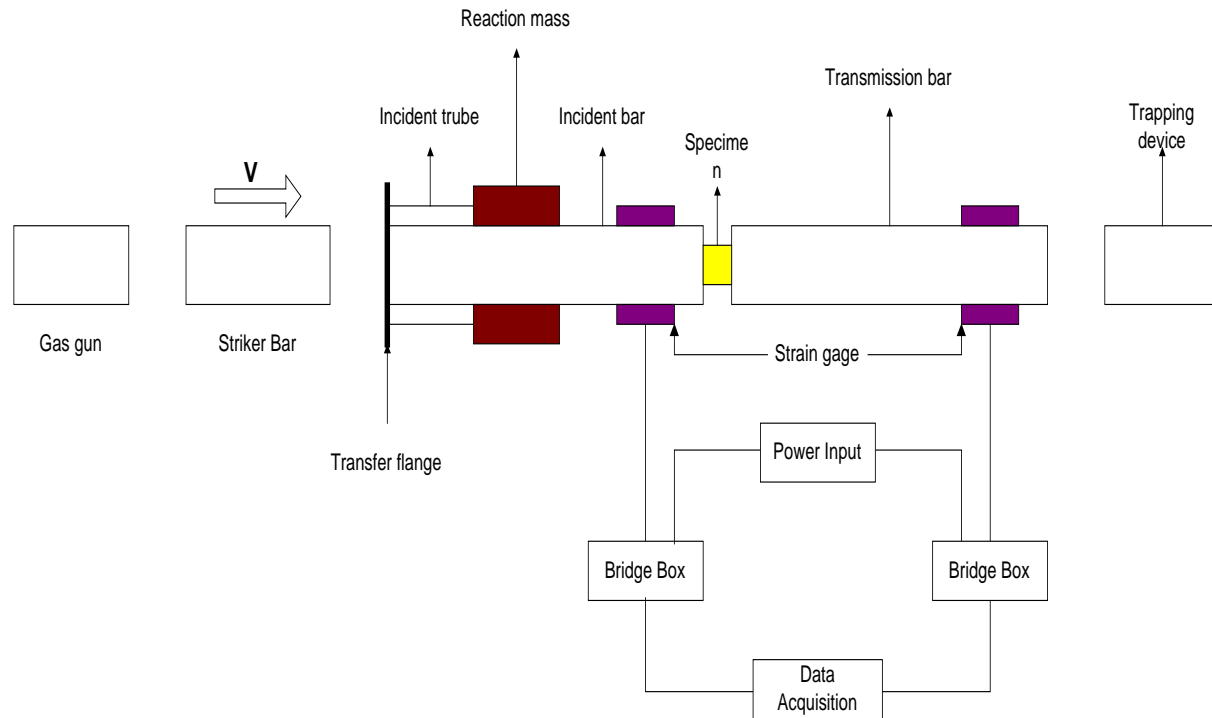 Reaction mass
Transmission bar
Incident trube
Incident bar
Specime
n
Trapping
device
V
Gas gun
Striker Bar
Strain gage
Transfer flange
Power Input
Bridge Box
Bridge Box
Data
Acquisition